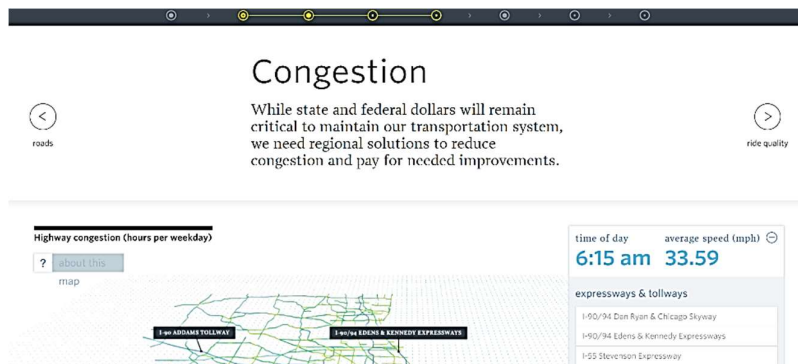 Congestion
While state and federal dollars will remain
critical to maintain our transportation system,
we need regional solutions to reduce
congestion and pay for needed improvements.
<
roads
>
ride quality
Highway congestion (hours per weekday)
? about this
map
I-90 ADDAMS TOLLWAY
I-90/94 EDENS & KENNEDY EXPRESSWAYS
time of day average speed (mph)
6:15 am 33.59
expressways & tollways
I-90/94 Dan Ryan & Chicago Skyway
I-90/94 Edens & Kennedy Expressways
I-55 Stevenson Expressway